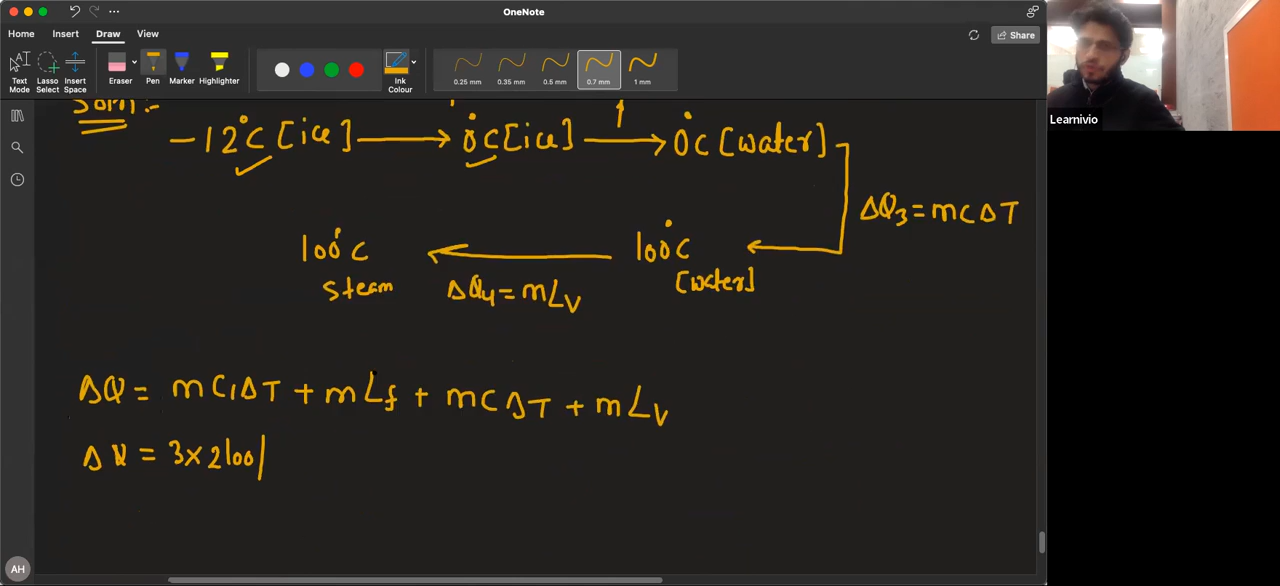 OneNote
Home Insert Draw View
Share
Text Mode
Lasso Select
Insert Space
Eraser
Pen
Marker
Highlighter
Ink Colour
0.25 mm 0.35 mm 0.5 mm 0.7 mm 1 mm
Learnivio
Soln :-
-12°C [ice] → 0°C [ice] → 0°C [water]
ΔQ₃ = mCΔT
100°C ← 100°C
steam ΔQ₄ = mLv [water]
ΔQ = mC₁ΔT + mLf + mCΔT + mLv
ΔQ = 3×2100
AH